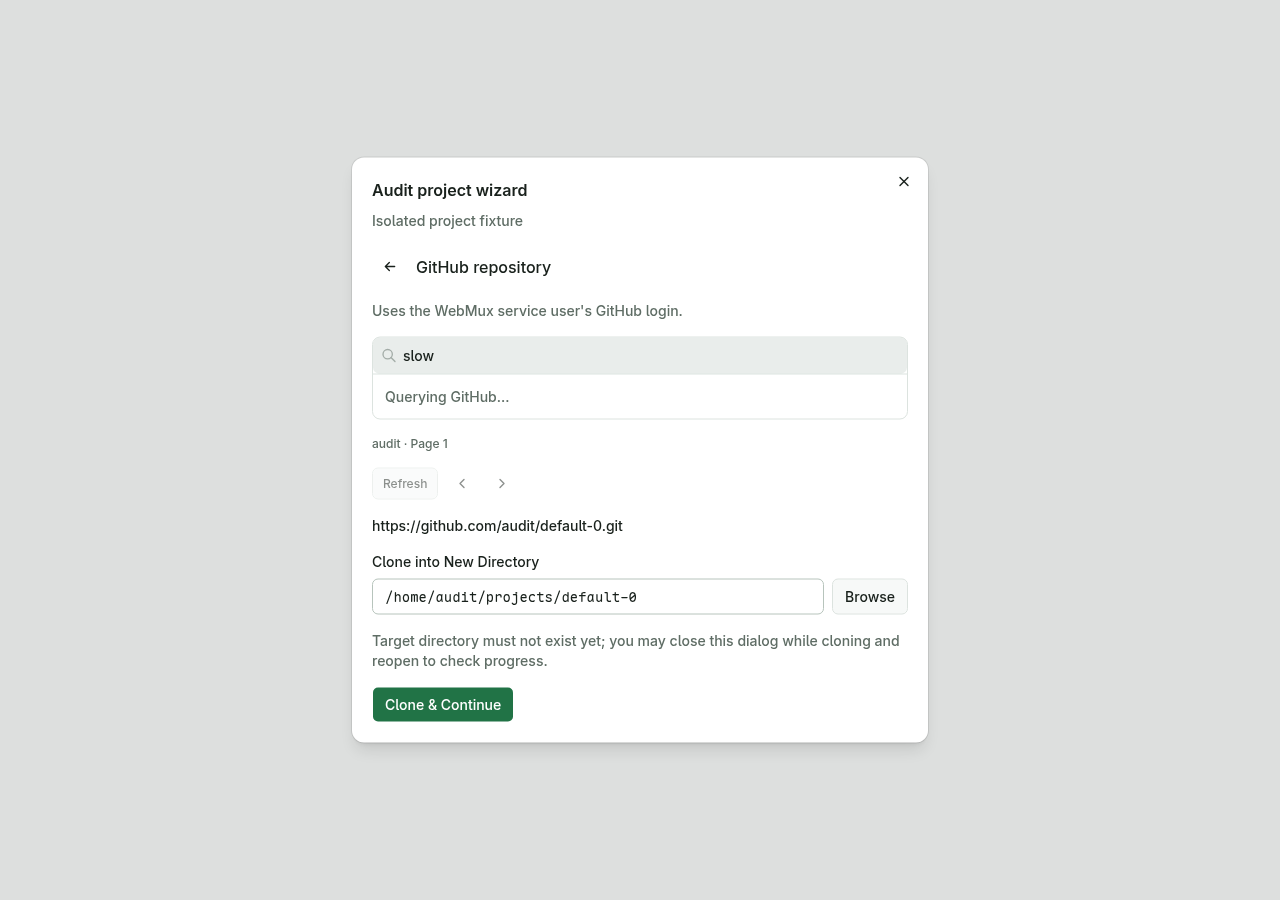 Audit project wizard
Isolated project fixture
GitHub repository
Uses the WebMux service user's GitHub login.
slow
Querying GitHub...
audit · Page 1
Refresh
https://github.com/audit/default-0.git
Clone into New Directory
/home/audit/projects/default-0
Browse
Target directory must not exist yet; you may close this dialog while cloning and
reopen to check progress.
Clone & Continue